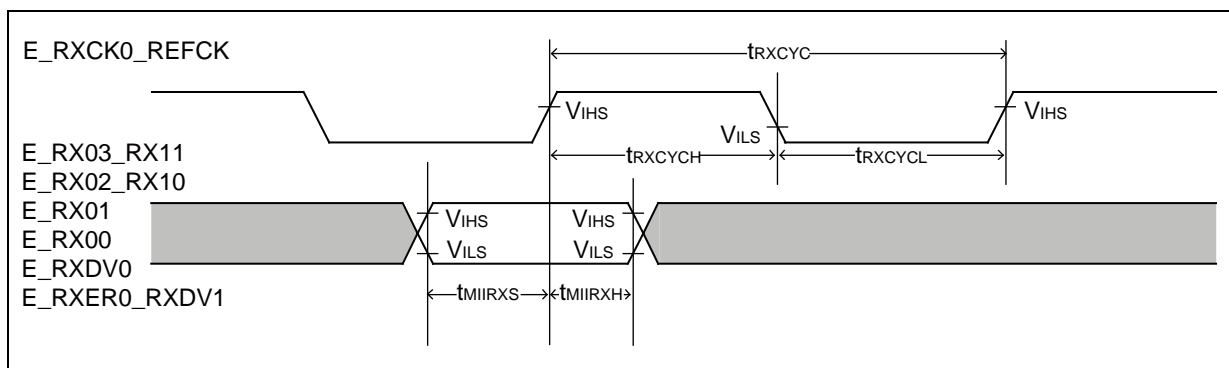 E_RXCK0_REFCK
tRXCYC
VIHS
VILS
VIHS
tRXCYCH
tRXCYCL
E_RX03_RX11
E_RX02_RX10
E_RX01
E_RX00
E_RXDV0
E_RXER0_RXDV1
VIHS
VIHS
VILS
VILS
tMIIRXS
tMIIRXH